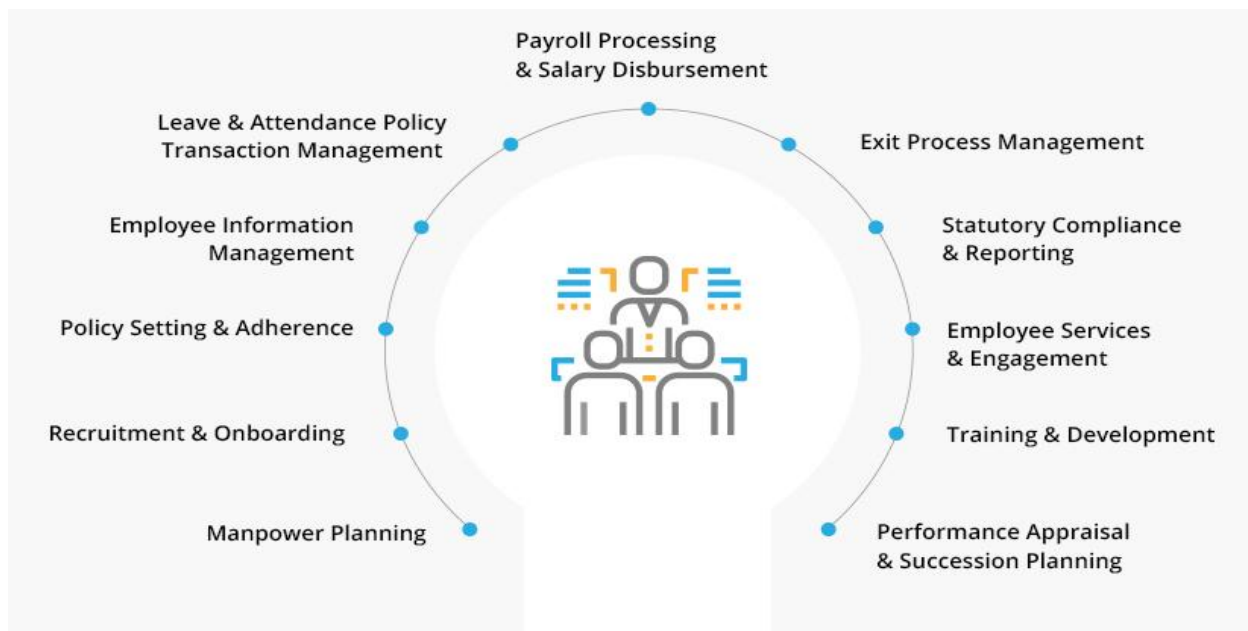 Payroll Processing
& Salary Disbursement
Leave & Attendance Policy
Transaction Management
Exit Process Management
Employee Information
Management
Statutory Compliance
& Reporting
Policy Setting & Adherence
Employee Services
& Engagement
Recruitment & Onboarding
Training & Development
Manpower Planning
Performance Appraisal
& Succession Planning